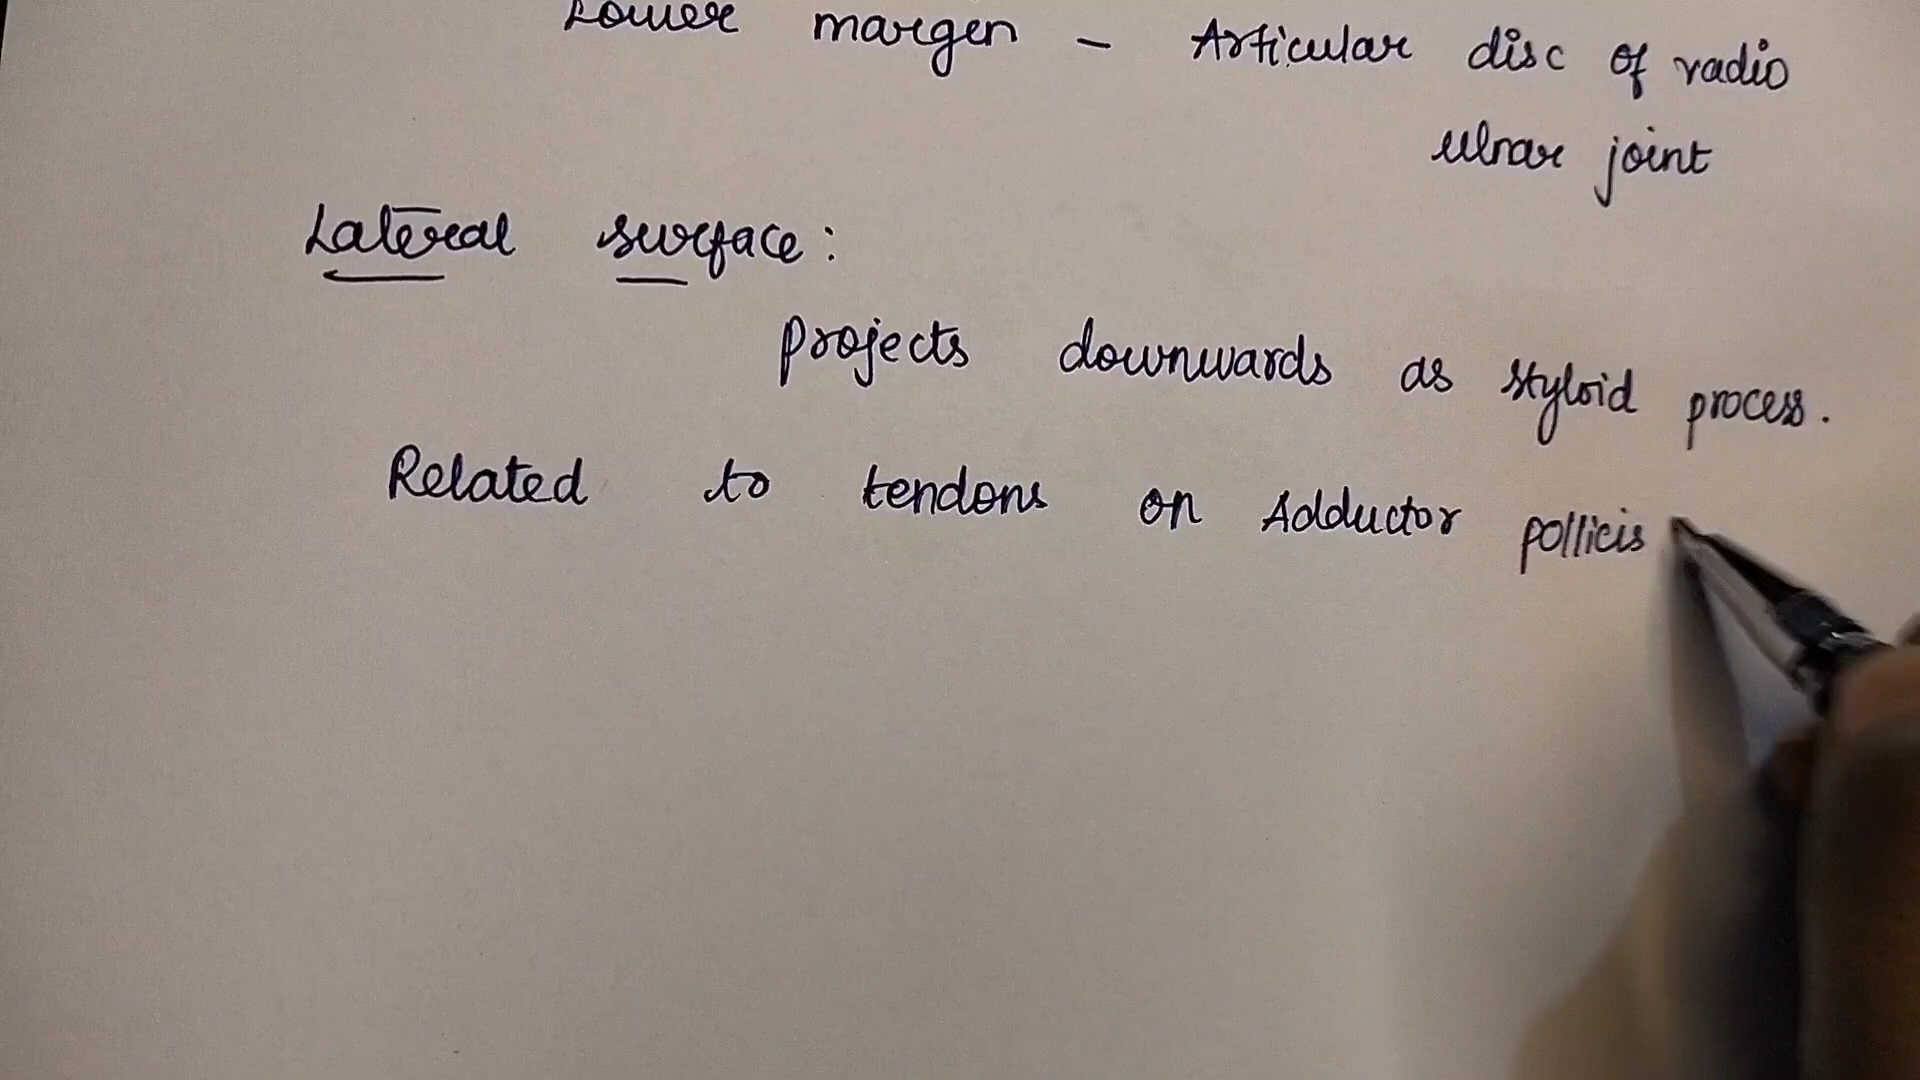 Lower margen - Articular disc of radio
ulnar joint
Lateral surface:
Projects downwards as styloid process.
Related to tendons on Adductor pollicis